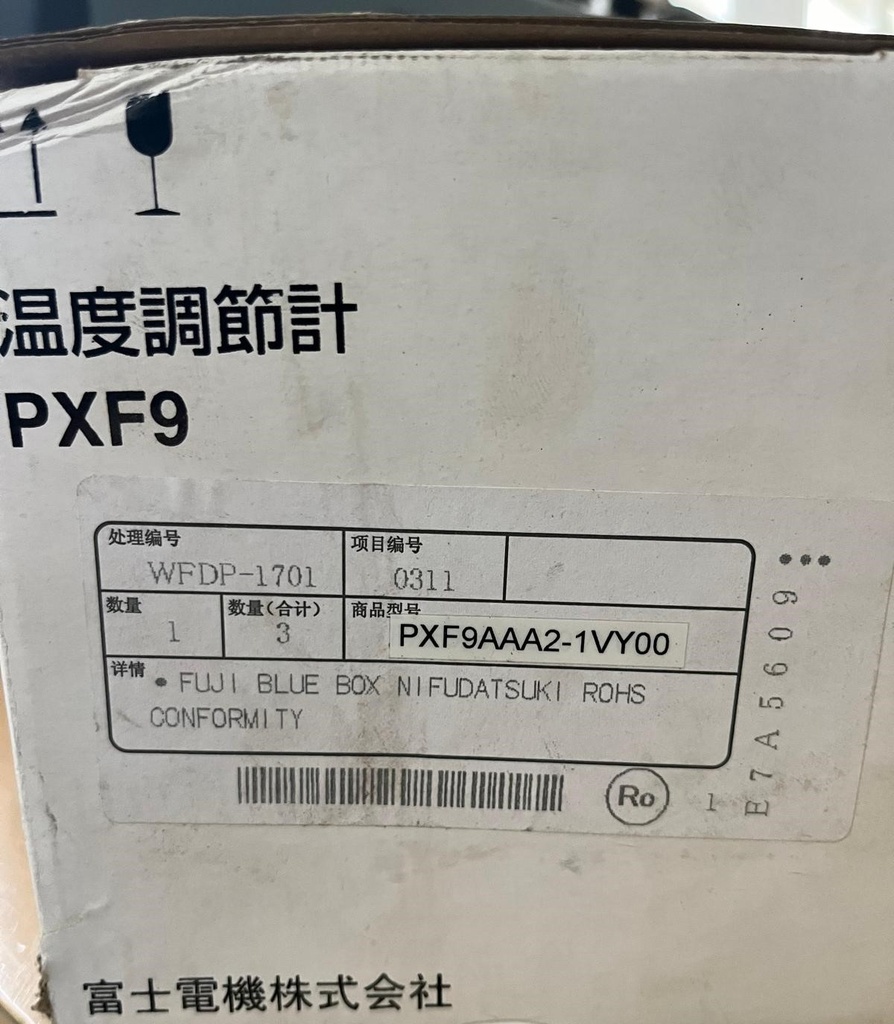 温度調節計
PXF9
处理编号
WFDP-1701
项目编号
0311
数量
1
数量(合计)
3
商品型号
PXF9AAA2-1VY00
详情
• FUJI BLUE BOX NIFUDATSUKI ROHS
CONFORMITY
Ro
1
E7A5609
富士電機株式会社